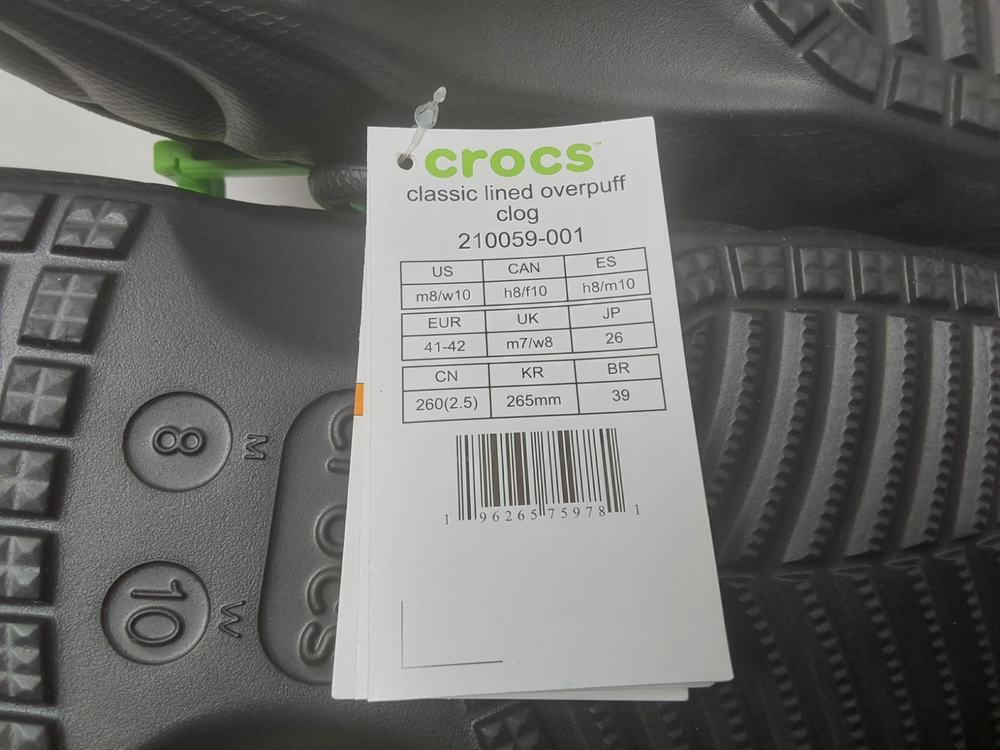 crocs™
classic lined overpuff
clog
210059-001
US CAN ES
m8/w10 h8/f10 h8/m10
EUR UK JP
41-42 m7/w8 26
CN KR BR
260(2.5) 265mm 39
1 96265 75978 1
8 M
10 W
crocs